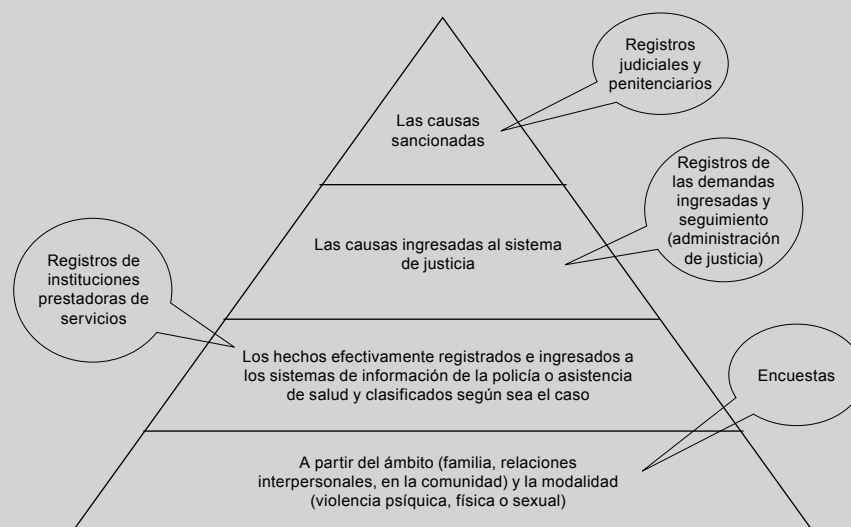 Registros
judiciales y
penitenciarios
Las causas
sancionadas
Registros de
las demandas
ingresadas y
seguimiento
(administración
de justicia)
Las causas ingresadas al sistema
de justicia
Registros de
instituciones
prestadoras de
servicios
Los hechos efectivamente registrados e ingresados a
los sistemas de información de la policía o asistencia
de salud y clasificados según sea el caso
Encuestas
A partir del ámbito (familia, relaciones
interpersonales, en la comunidad) y la modalidad
(violencia psíquica, física o sexual)